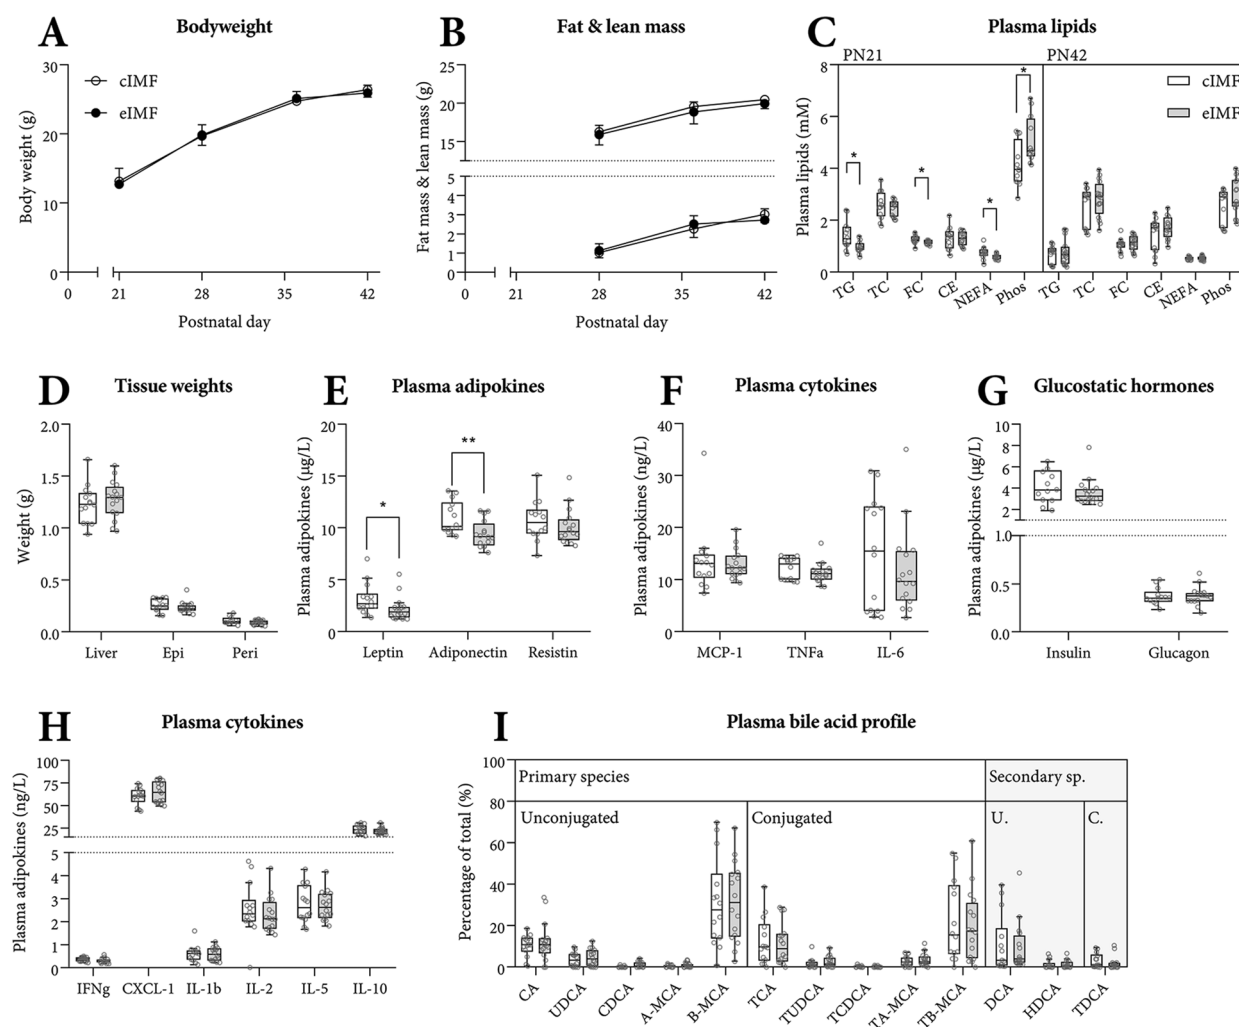 A Bodyweight
30
20
10
0
Body weight (g)
cIMF
eIMF
0 21 28 35 42
Postnatal day
B Fat & lean mass
25
20
15
5
4
3
2
1
0
Fat mass & lean mass (g)
0 21 28 35 42
Postnatal day
C Plasma lipids
PN21 PN42
8
6
4
2
0
Plasma lipids (mM)
cIMF
eIMF
* * * *
TG TC FC CE NEFA Phos TG TC FC CE NEFA Phos
D Tissue weights
2.0
1.5
1.0
0.5
0.0
Weight (g)
Liver Epi Peri
E Plasma adipokines
20
15
10
5
0
Plasma adipokines (µg/L)
* **
Leptin Adiponectin Resistin
F Plasma cytokines
40
30
20
10
0
Plasma adipokines (ng/L)
MCP-1 TNFa IL-6
G Glucostatic hormones
10
8
6
4
2
1.0
0.5
0.0
Plasma adipokines (µg/L)
Insulin Glucagon
H Plasma cytokines
100
75
50
25
5
4
3
2
1
0
Plasma adipokines (ng/L)
IFNg CXCL-1 IL-1b IL-2 IL-5 IL-10
I Plasma bile acid profile
100
80
60
40
20
0
Percentage of total (%)
Primary species Secondary sp.
Unconjugated Conjugated U. C.
CA UDCA CDCA A-MCA B-MCA TCA TUDCA TCDCA TA-MCA TB-MCA DCA HDCA TDCA